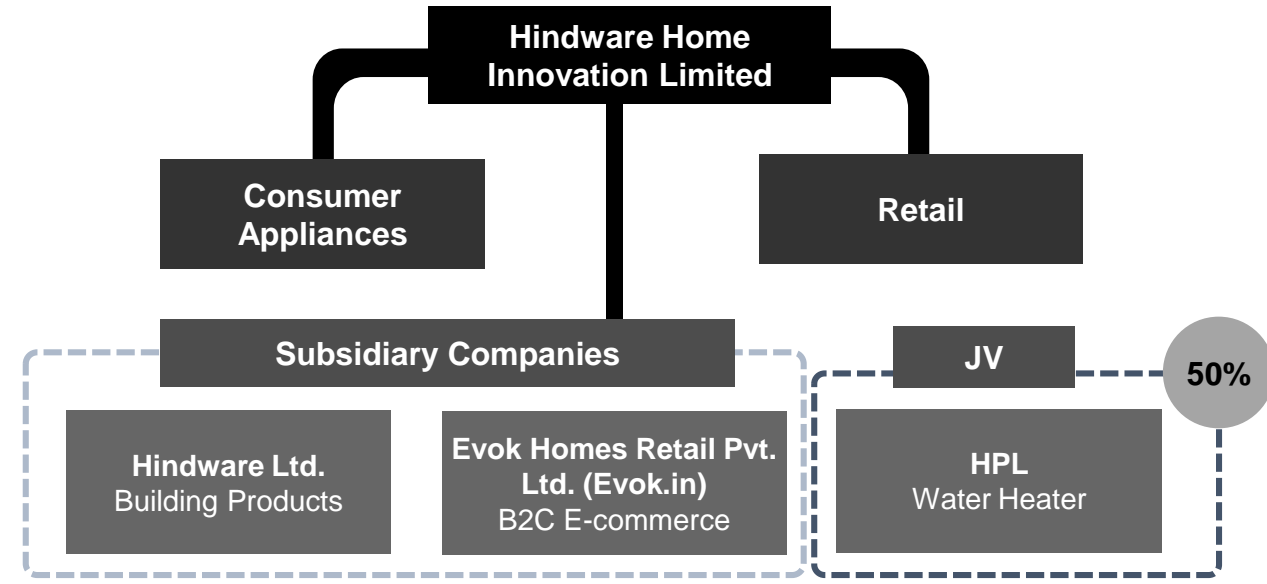 Hindware Home
Innovation Limited
Consumer
Appliances
Retail
Subsidiary Companies
JV
50%
Hindware Ltd.
Building Products
Evok Homes Retail Pvt.
Ltd. (Evok.in)
B2C E-commerce
HPL
Water Heater